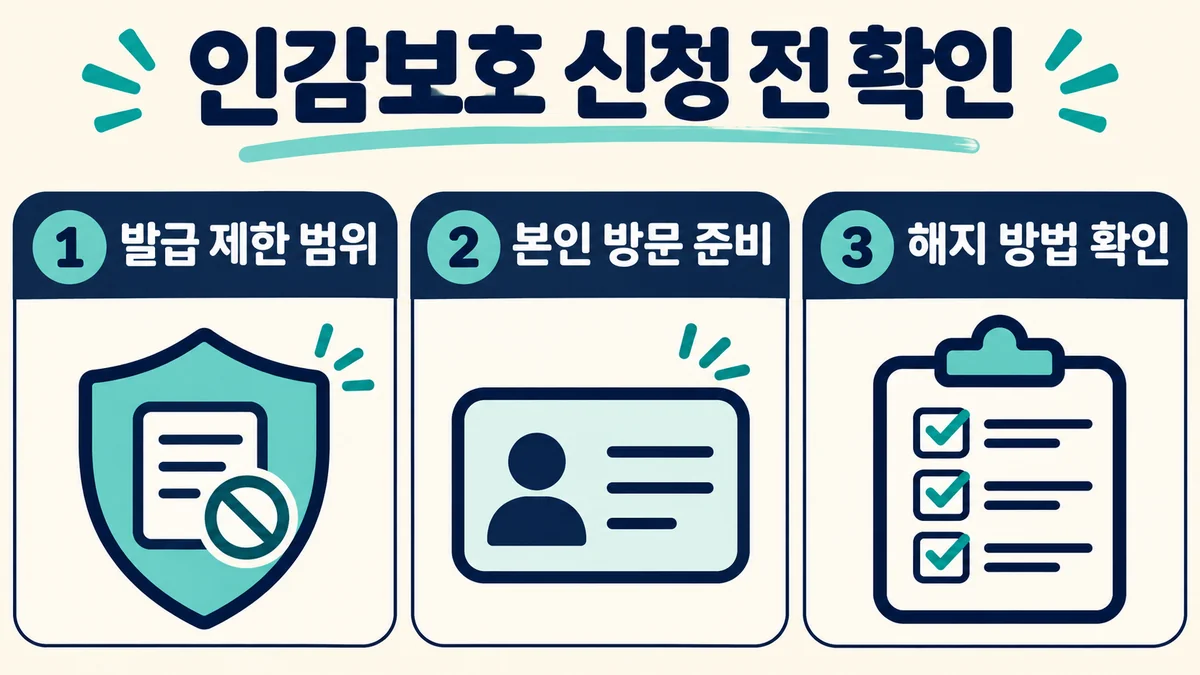 인감보호 신청 전 확인
1 발급 제한 범위
2 본인 방문 준비
3 해지 방법 확인